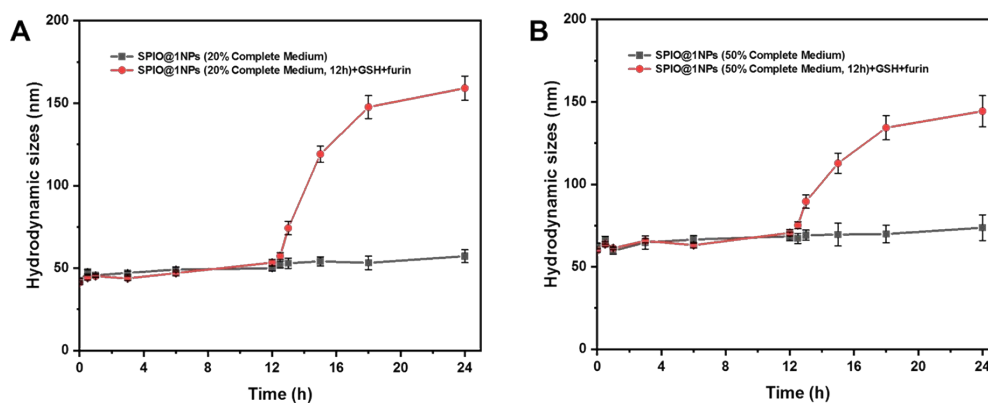 A
SPIO@1NPs (20% Complete Medium)
SPIO@1NPs (20% Complete Medium, 12h)+GSH+furin
Hydrodynamic sizes (nm)
200
150
100
50
0
0 4 8 12 16 20 24
Time (h)
B
SPIO@1NPs (50% Complete Medium)
SPIO@1NPs (50% Complete Medium, 12h)+GSH+furin
Hydrodynamic sizes (nm)
200
150
100
50
0
0 4 8 12 16 20 24
Time (h)